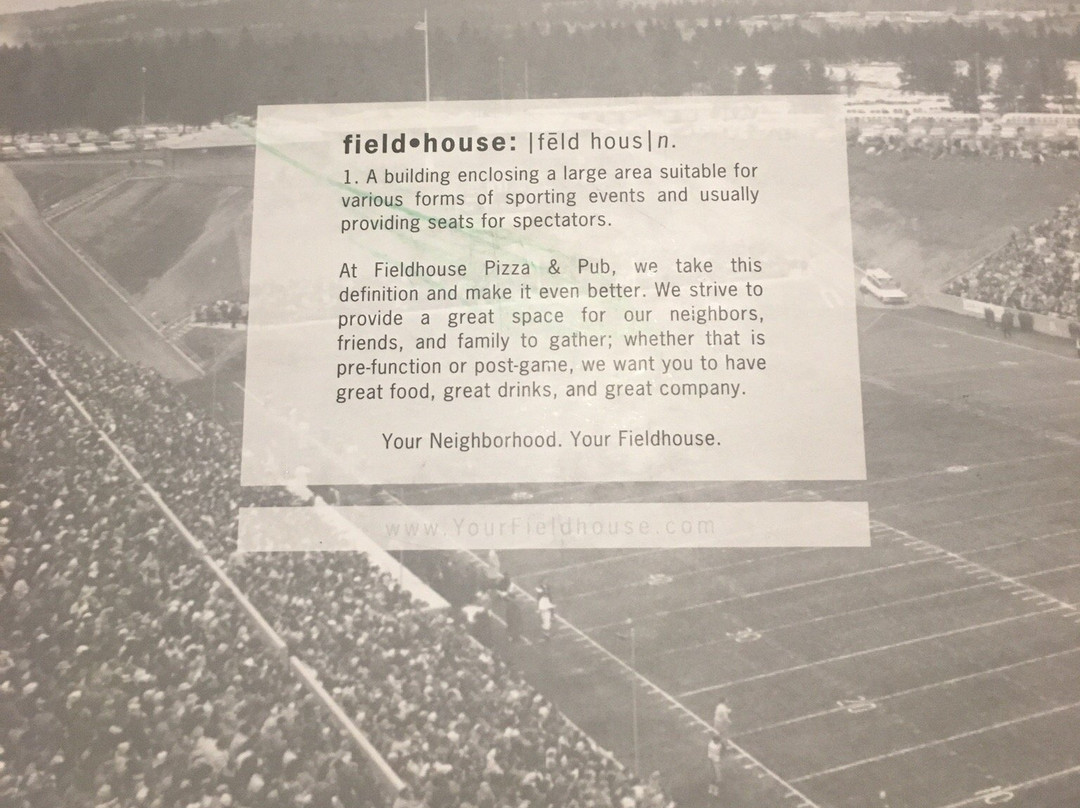 field•house: |fēld hous|n.
1. A building enclosing a large area suitable for
various forms of sporting events and usually
providing seats for spectators.
At Fieldhouse Pizza & Pub, we take this
definition and make it even better. We strive to
provide a great space for our neighbors,
friends, and family to gather; whether that is
pre-function or post-game, we want you to have
great food, great drinks, and great company.
Your Neighborhood. Your Fieldhouse.
www.YourFieldhouse.com